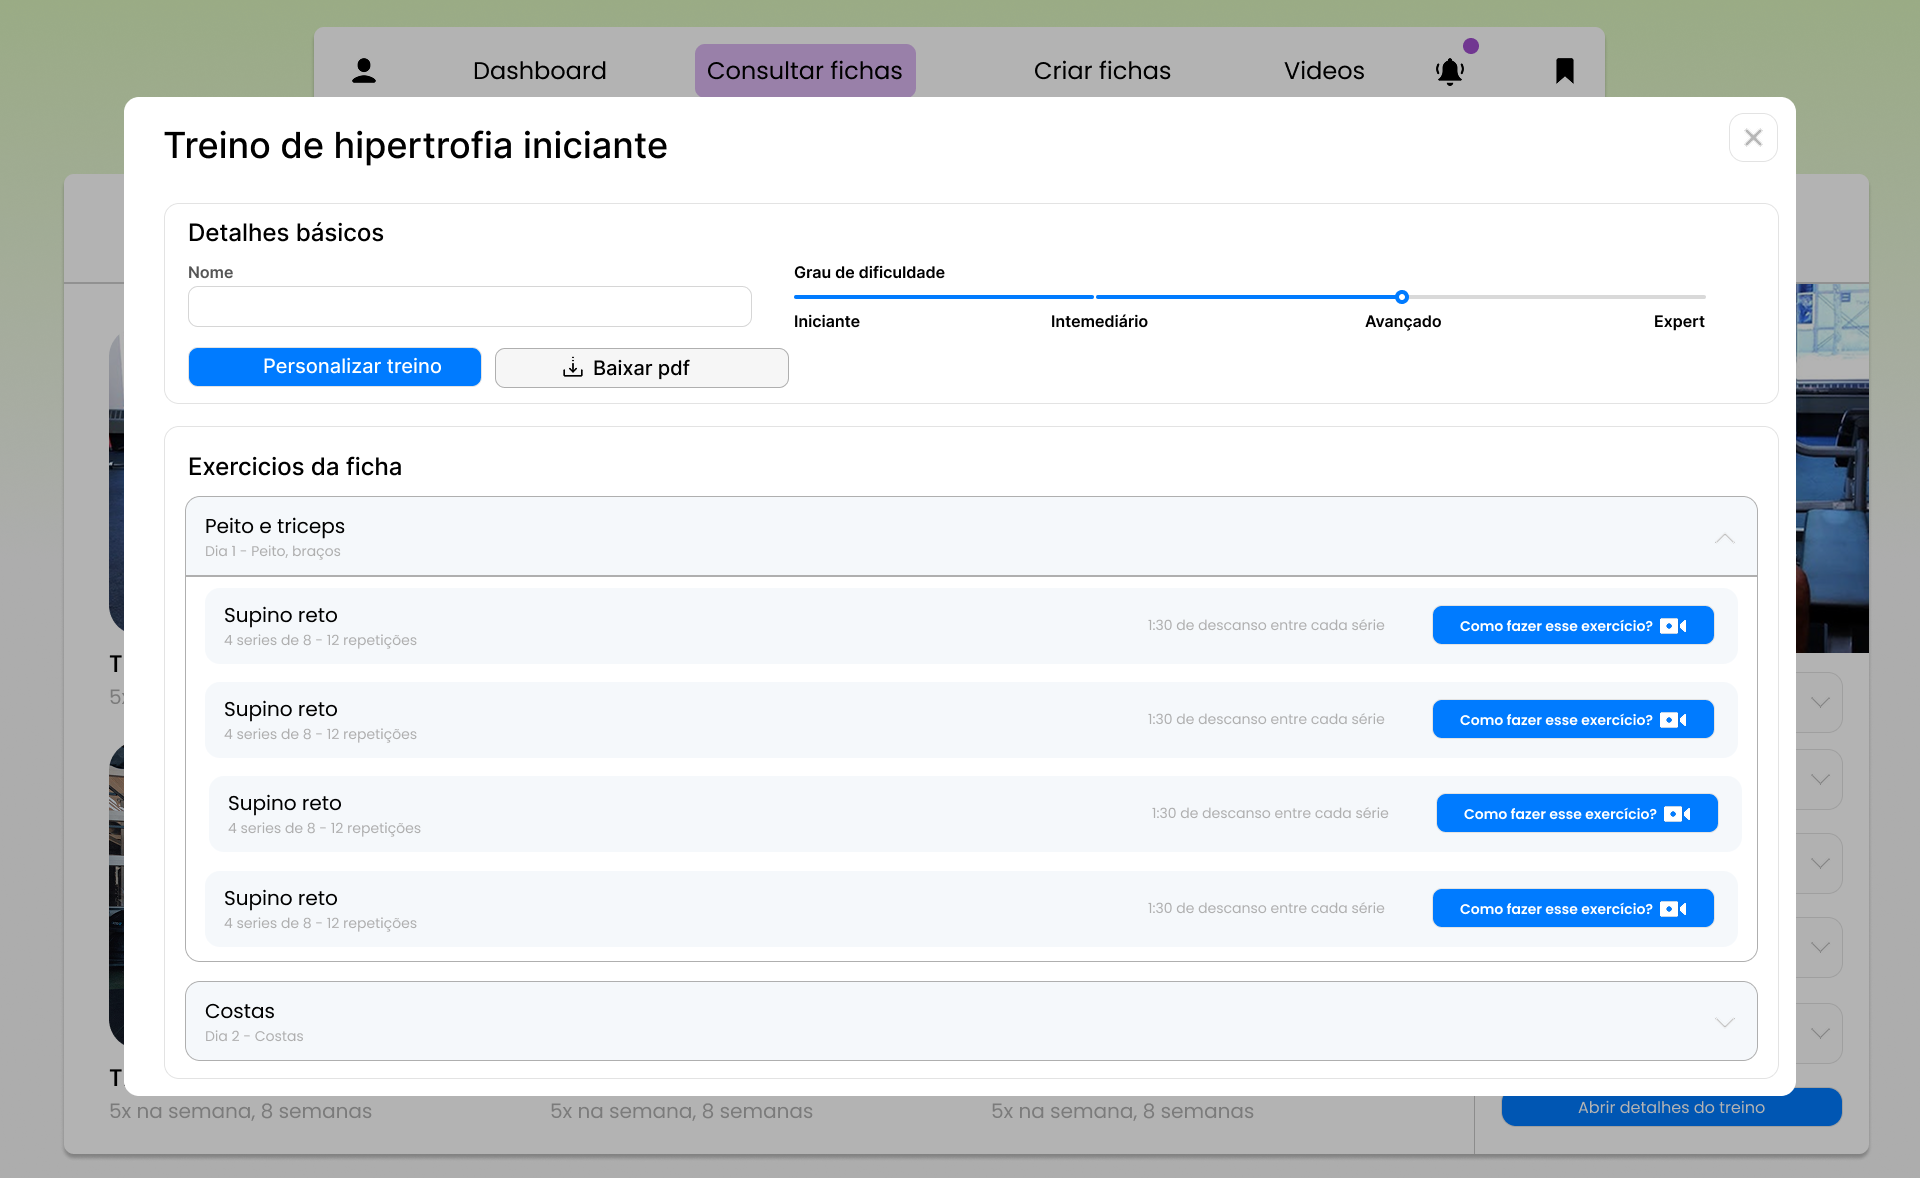 Dashboard
Consultar fichas
Criar fichas
Videos
Treino de hipertrofia iniciante
Detalhes básicos
Nome
Grau de dificuldade
Iniciante
Intemediário
Avançado
Expert
Personalizar treino
Baixar pdf
Exercicios da ficha
Peito e triceps
Dia 1 - Peito, braços
Supino reto
4 series de 8 - 12 repetições
1:30 de descanso entre cada série
Como fazer esse exercício?
Supino reto
4 series de 8 - 12 repetições
1:30 de descanso entre cada série
Como fazer esse exercício?
Supino reto
4 series de 8 - 12 repetições
1:30 de descanso entre cada série
Como fazer esse exercício?
Supino reto
4 series de 8 - 12 repetições
1:30 de descanso entre cada série
Como fazer esse exercício?
Costas
Dia 2 - Costas
T
5x
T
5x na semana, 8 semanas
5x na semana, 8 semanas
5x na semana, 8 semanas
Abrir detalhes do treino